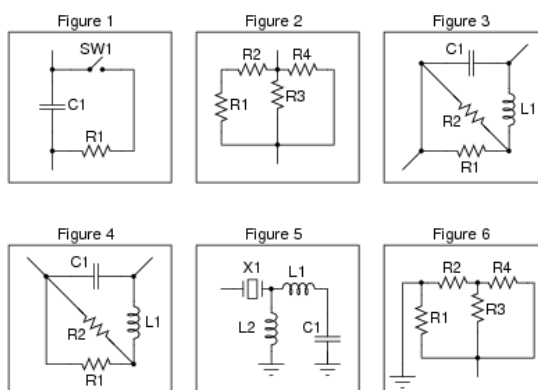 Figure 1
SW1
C1
R1
Figure 2
R2 R4
R1
R3
Figure 3
C1
R2
L1
R1
Figure 4
C1
R2
L1
R1
Figure 5
X1
L1
L2
C1
Figure 6
R2 R4
R1
R3